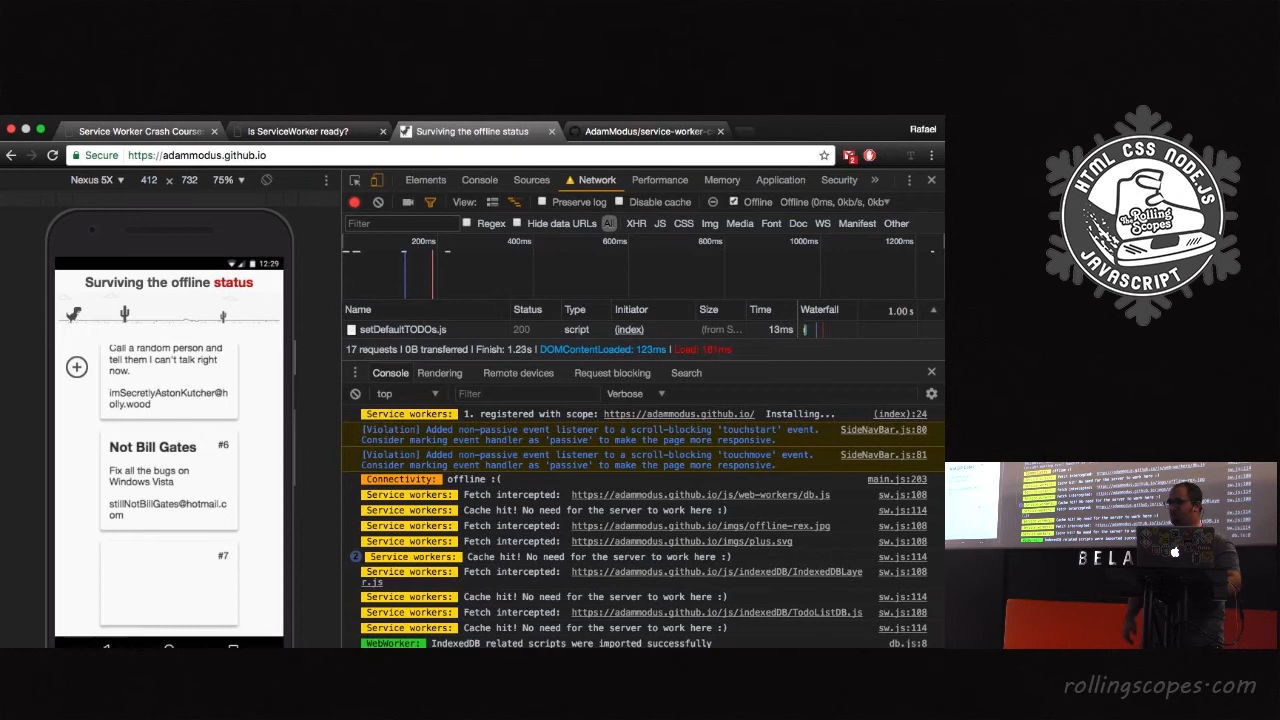 Service Worker Crash Course:
Is ServiceWorker ready?
Surviving the offline status
AdamModus/service-worker-c
Rafael
Secure https://adammodus.github.io
Nexus 5X ▾ 412 × 732 75% ▾
Elements Console Sources Network Performance Memory Application Security »
View: Preserve log Disable cache Offline Offline (0ms, 0kb/s, 0kb
Filter Regex Hide data URLs All XHR JS CSS Img Media Font Doc WS Manifest Other
200ms 400ms 600ms 800ms 1000ms 1200ms
Name Status Type Initiator Size Time Waterfall 1.00 s
setDefaultTODOs.js 200 script (index) (from S... 13ms
17 requests | 0B transferred | Finish: 1.23s | DOMContentLoaded: 123ms | Load: 181ms
Console Rendering Remote devices Request blocking Search
top Filter Verbose
Service workers: 1. registered with scope: https://adammodus.github.io/ Installing... (index):24
[Violation] Added non-passive event listener to a scroll-blocking 'touchstart' event. SideNavBar.js:80
Consider marking event handler as 'passive' to make the page more responsive.
[Violation] Added non-passive event listener to a scroll-blocking 'touchmove' event. SideNavBar.js:81
Consider marking event handler as 'passive' to make the page more responsive.
Connectivity: offline :( main.js:203
Service workers: Fetch intercepted: https://adammodus.github.io/js/web-workers/db.js sw.js:108
Service workers: Cache hit! No need for the server to work here :) sw.js:114
Service workers: Fetch intercepted: https://adammodus.github.io/imgs/offline-rex.jpg sw.js:108
Service workers: Fetch intercepted: https://adammodus.github.io/imgs/plus.svg sw.js:108
2 Service workers: Cache hit! No need for the server to work here :) sw.js:114
Service workers: Fetch intercepted: https://adammodus.github.io/js/indexedDB/IndexedDBLaye sw.js:108
r.js
Service workers: Cache hit! No need for the server to work here :) sw.js:114
Service workers: Fetch intercepted: https://adammodus.github.io/js/indexedDB/TodoListDB.js sw.js:108
Service workers: Cache hit! No need for the server to work here :) sw.js:114
WebWorker: IndexedDB related scripts were imported successfully db.js:8
12:29
Surviving the offline status
Call a random person and
tell them I can't talk right
now.
imSecretlyAstonKutcher@h
olly.wood
Not Bill Gates #6
Fix all the bugs on
Windows Vista
stillNotBillGates@hotmail.c
om
#7
HTML CSS NODE.JS
The Rolling
Scopes
JAVASCRIPT
BELA
rollingscopes.com